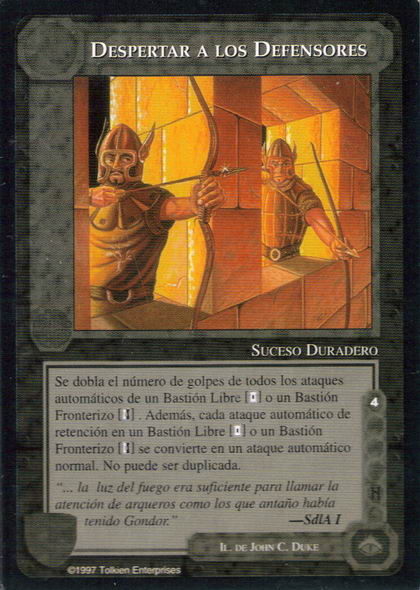 DESPERTAR A LOS DEFENSORES
SUCESO DURADERO
Se dobla el número de golpes de todos los ataques
automáticos de un Bastión Libre [ ] o un Bastión
Fronterizo [ ] . Además, cada ataque automático de
retención en un Bastión Libre [ ] o un Bastión
Fronterizo [ ] se convierte en un ataque automático
normal. No puede ser duplicada.
4
"... la luz del fuego era suficiente para llamar la
atención de arqueros como los que antaño había
tenido Gondor." —SdlA I
IL. DE JOHN C. DUKE
©1997 Tolkien Enterprises